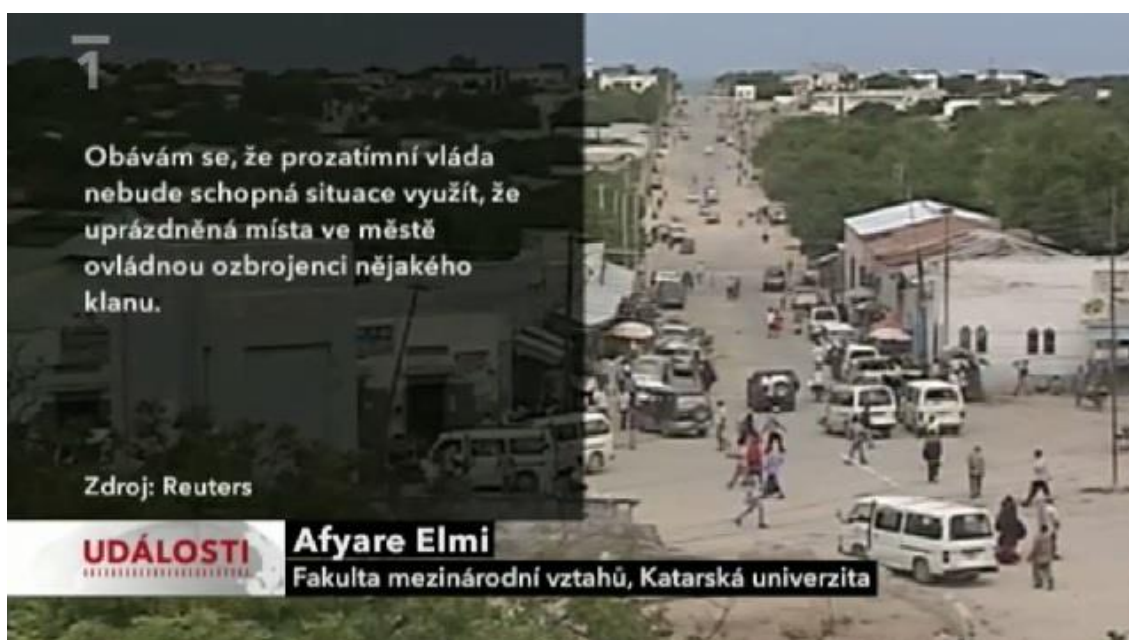 1
Obávám se, že prozatímní vláda
nebude schopná situace využít, že
uprázdněná místa ve městě
ovládnou ozbrojenci nějakého
klanu.
Zdroj: Reuters
UDÁLOSTI
Afyare Elmi
Fakulta mezinárodní vztahů, Katarská univerzita